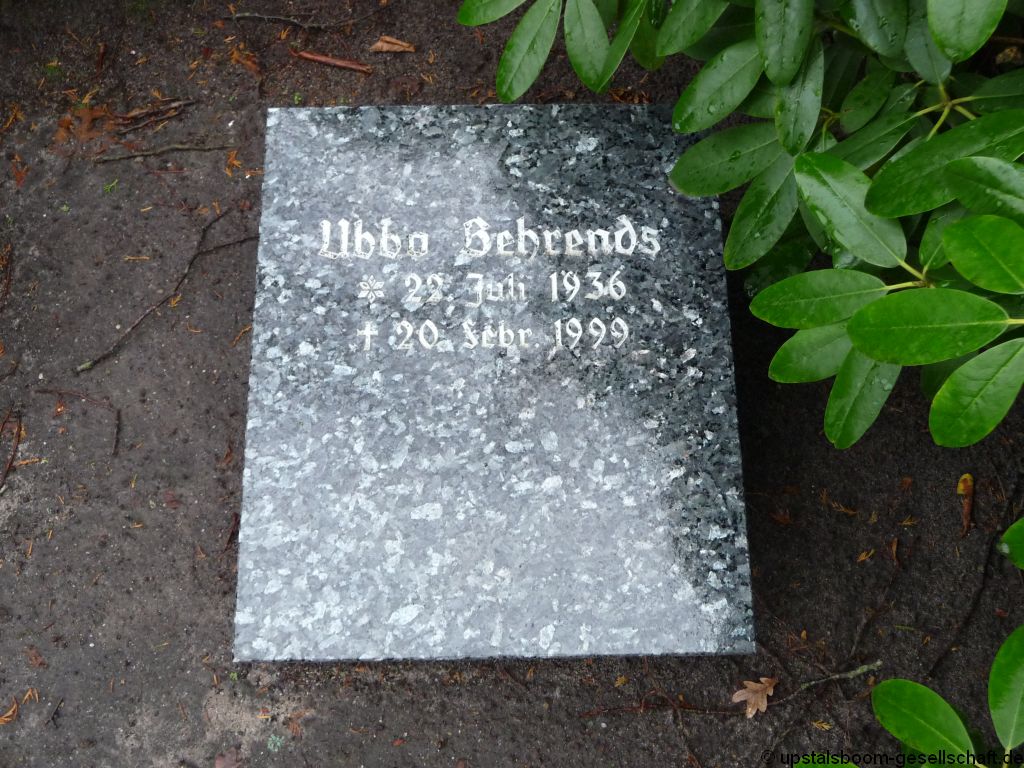 Ubbo Behrends
* 22. Juli 1936
† 20. Febr. 1999
© upstalsboom-gesellschaft.de